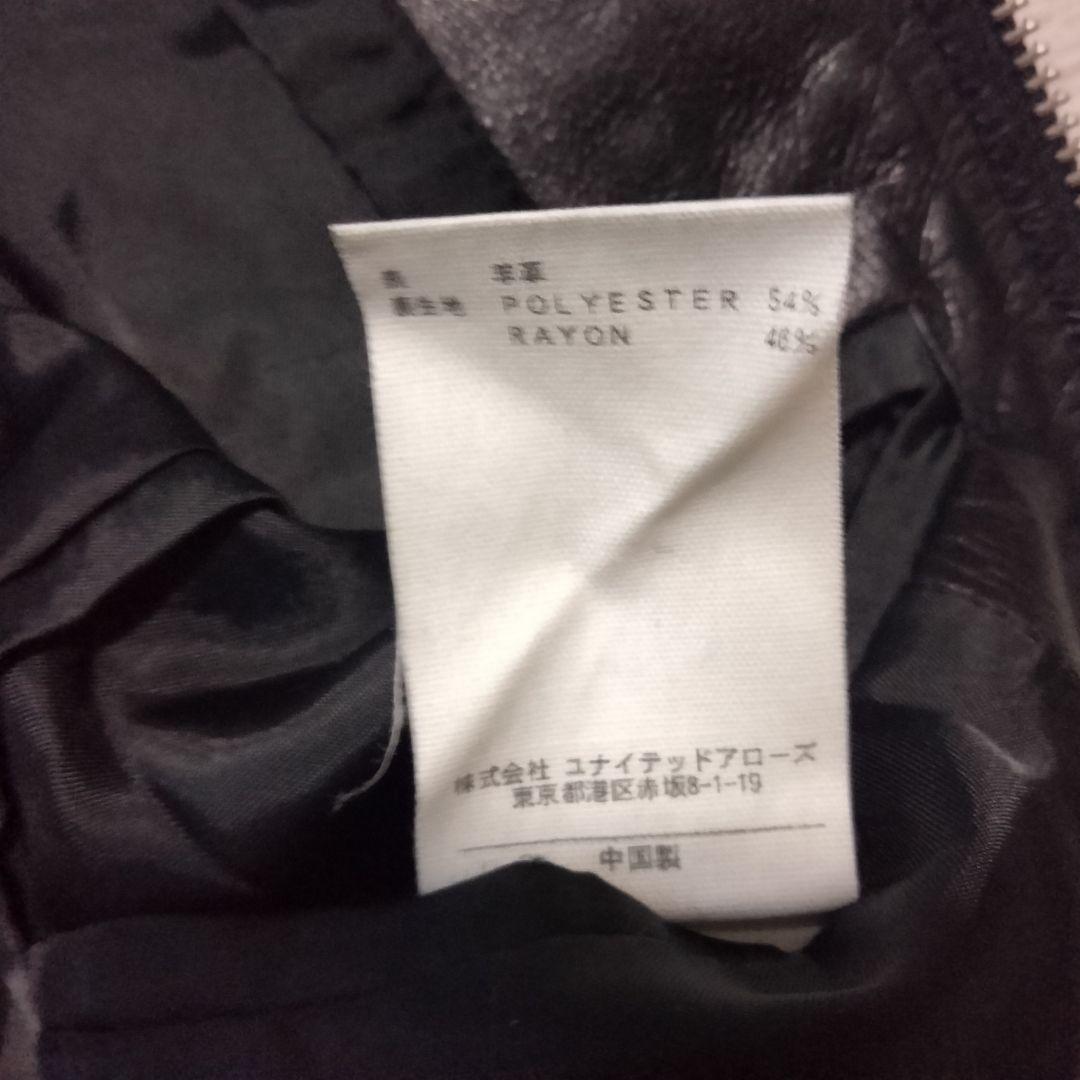 表 羊革
裏生地 POLYESTER 54%
RAYON 46%
株式会社 ユナイテッドアローズ
東京都港区赤坂8-1-19
中国製